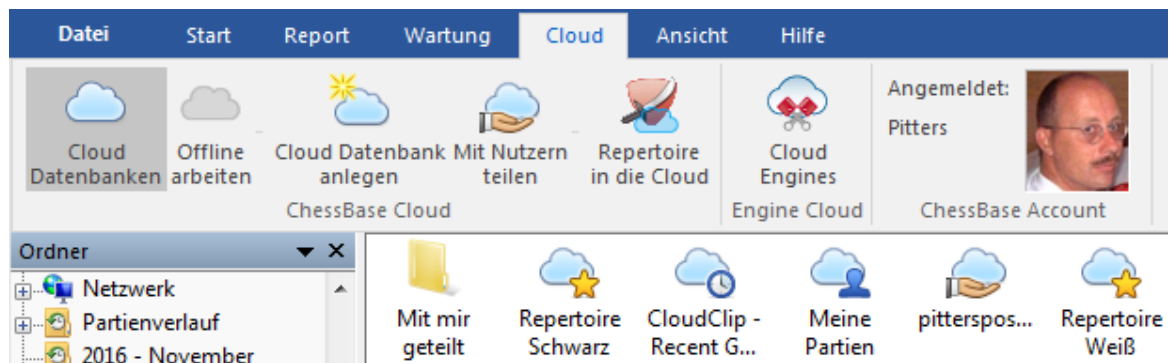 Datei Start Report Wartung Cloud Ansicht Hilfe
Cloud Datenbanken
Offline arbeiten
Cloud Datenbank anlegen
Mit Nutzern teilen
Repertoire in die Cloud
ChessBase Cloud
Cloud Engines
Engine Cloud
Angemeldet:
Pitters
ChessBase Account
Ordner
Netzwerk
Partienverlauf
2016 - November
Mit mir geteilt
Repertoire Schwarz
CloudClip - Recent G...
Meine Partien
pitterspos...
Repertoire Weiß